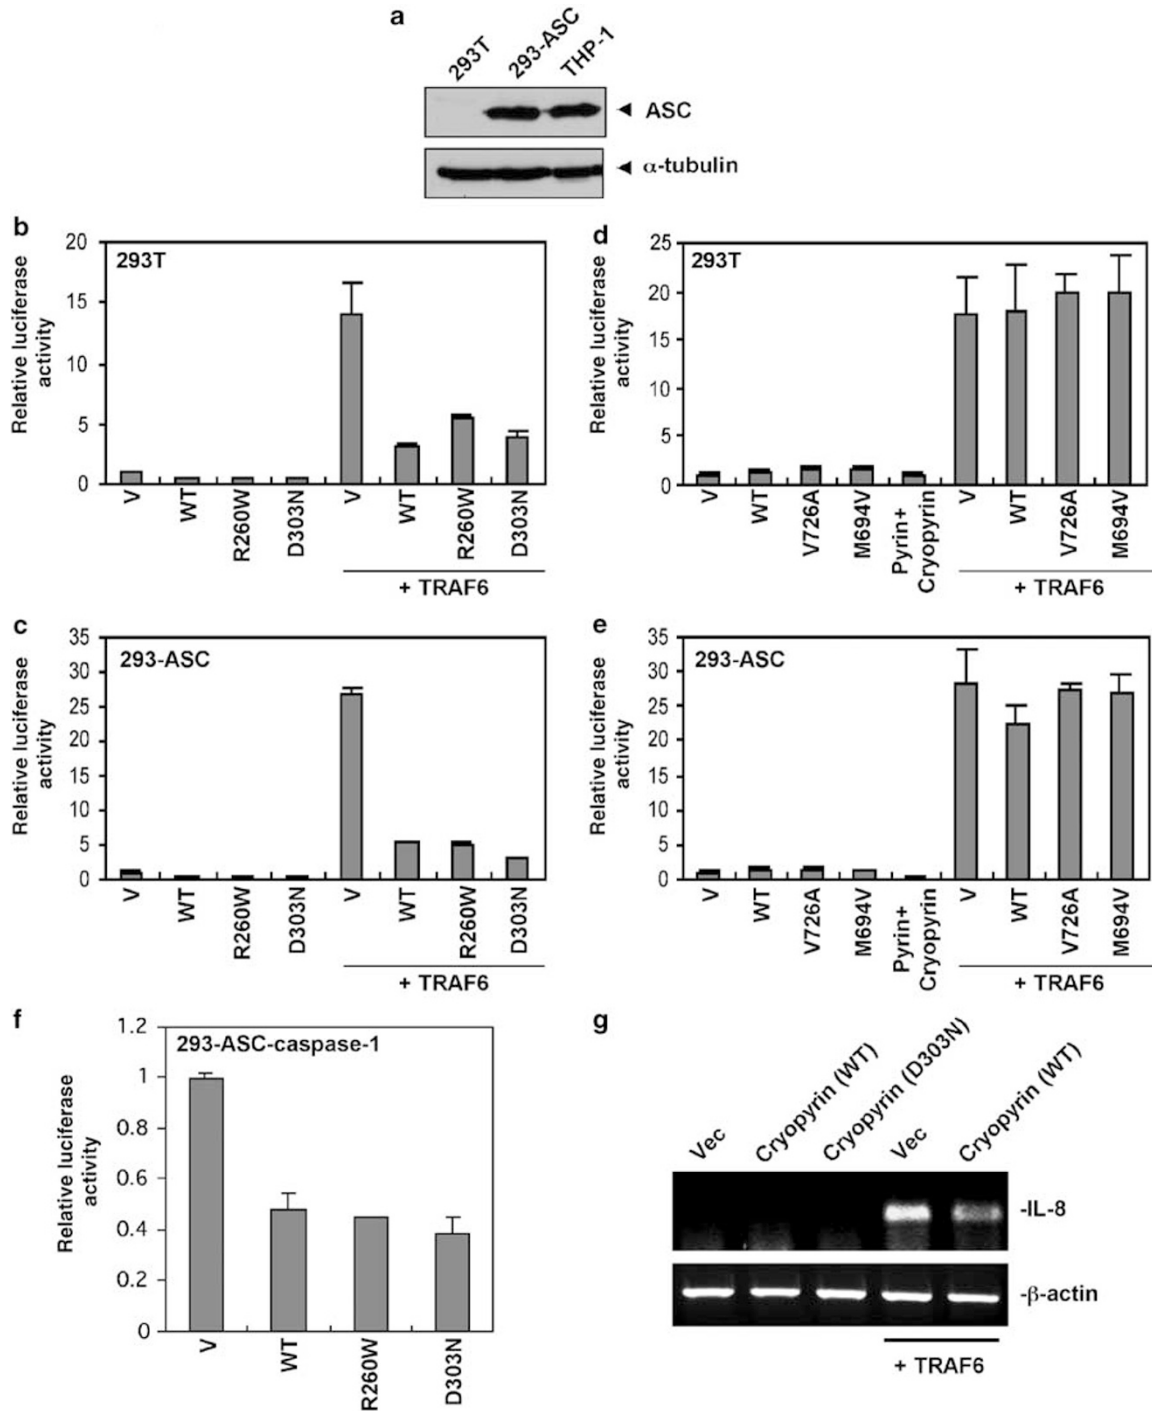 a
293T
293-ASC
THP-1
ASC
α-tubulin
b
Relative luciferase
activity
20
15
10
5
0
293T
V
WT
R260W
D303N
V
WT
R260W
D303N
+ TRAF6
d
Relative luciferase
activity
25
20
15
10
5
0
293T
V
WT
V726A
M694V
Pyrin+
Cryopyrin
V
WT
V726A
M694V
+ TRAF6
c
Relative luciferase
activity
35
30
25
20
15
10
5
0
293-ASC
V
WT
R260W
D303N
V
WT
R260W
D303N
+ TRAF6
e
Relative luciferase
activity
35
30
25
20
15
10
5
0
293-ASC
V
WT
V726A
M694V
Pyrin+
Cryopyrin
V
WT
V726A
M694V
+ TRAF6
f
Relative luciferase
activity
1.2
1
0.8
0.6
0.4
0.2
0
293-ASC-caspase-1
V
WT
R260W
D303N
g
Vec
Cryopyrin (WT)
Cryopyrin (D303N)
Vec
Cryopyrin (WT)
-IL-8
-β-actin
+ TRAF6